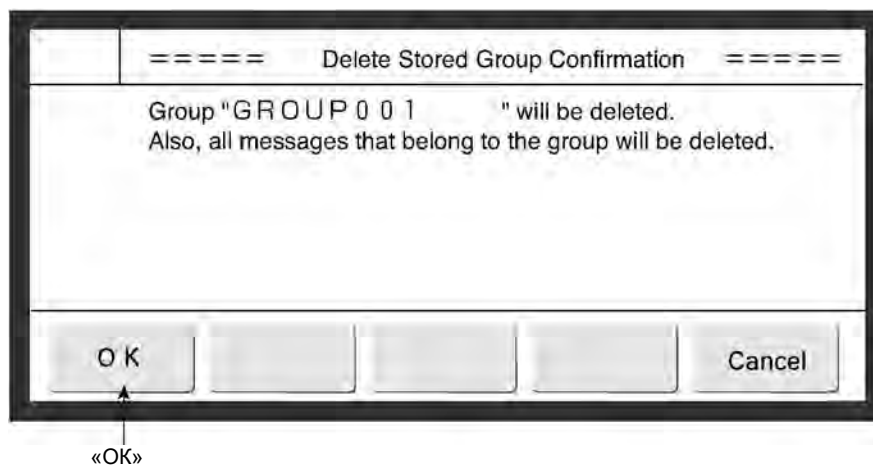 ===== Delete Stored Group Confirmation =====
Group "GROUP001 " will be deleted.
Also, all messages that belong to the group will be deleted.
OK Cancel
«ОК»